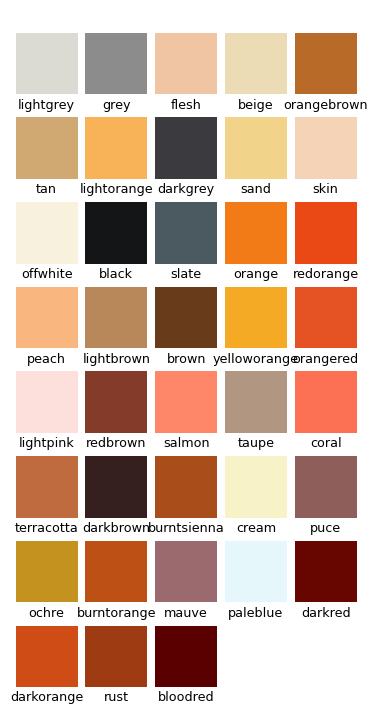 lightgrey grey flesh beige orangebrown
tan lightorange darkgrey sand skin
offwhite black slate orange redorange
peach lightbrown brown yelloworange orangered
lightpink redbrown salmon taupe coral
terracotta darkbrown burntsienna cream puce
ochre burntorange mauve paleblue darkred
darkorange rust bloodred